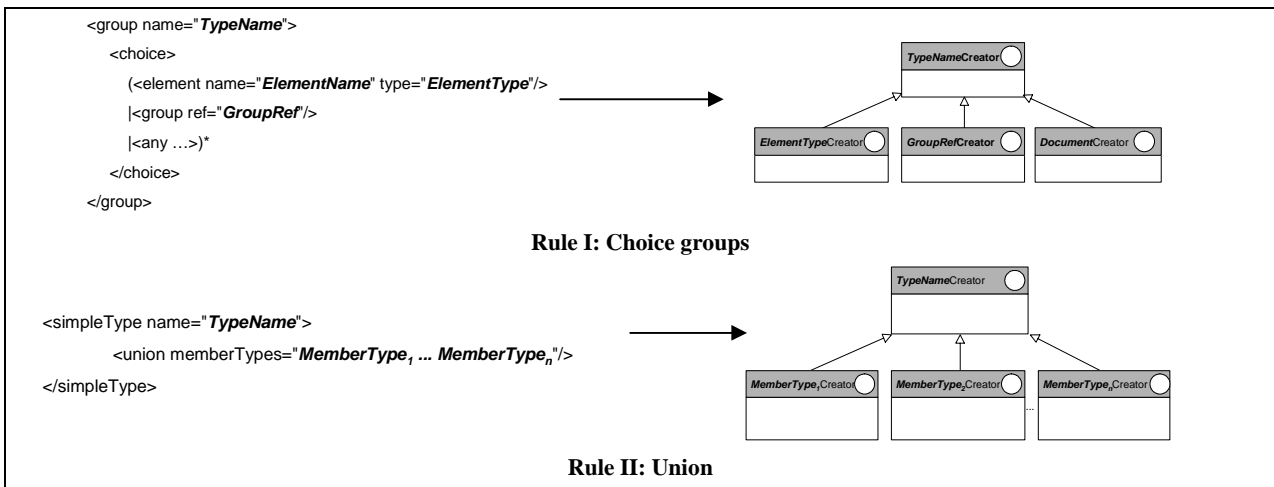 <group name="TypeName">
<choice>
(<element name="ElementName" type="ElementType"/>
|<group ref="GroupRef"/>
|<any …>)*
</choice>
</group>
TypeNameCreator
ElementTypeCreator
GroupRefCreator
DocumentCreator
Rule I: Choice groups
<simpleType name="TypeName">
<union memberTypes="MemberType1 ... MemberTypen"/>
</simpleType>
TypeNameCreator
MemberType1Creator
MemberType2Creator
...
MemberTypenCreator
Rule II: Union